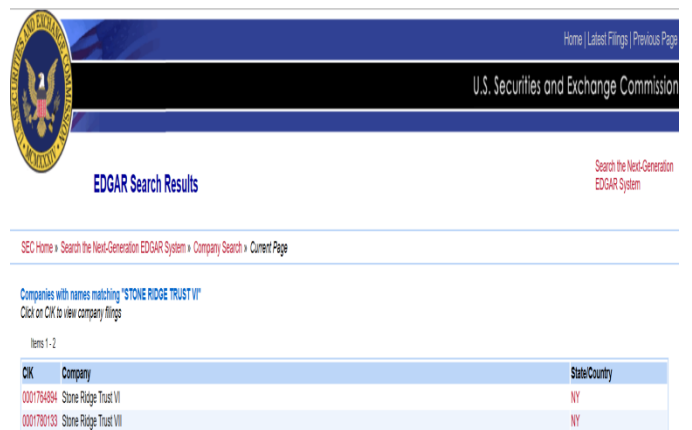 Home | Latest Filings | Previous Page
U.S. Securities and Exchange Commission
U.S. SECURITIES AND EXCHANGE COMMISSION
MCMXXXIV
Search the Next-Generation
EDGAR System
EDGAR Search Results
SEC Home » Search the Next-Generation EDGAR System » Company Search » Current Page
Companies with names matching "STONE RIDGE TRUST VI"
Click on CIK to view company filings
Items 1 - 2
CIK Company State/Country
0001764894 Stone Ridge Trust VI NY
0001780133 Stone Ridge Trust VII NY